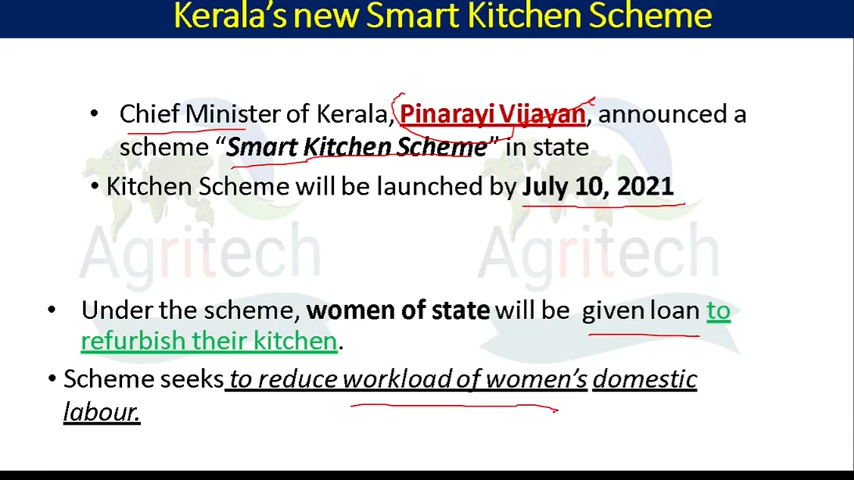 Kerala's new Smart Kitchen Scheme
• Chief Minister of Kerala, Pinarayi Vijayan, announced a
scheme “Smart Kitchen Scheme” in state
• Kitchen Scheme will be launched by July 10, 2021
Agritech Agritech
• Under the scheme, women of state will be given loan to
refurbish their kitchen.
• Scheme seeks to reduce workload of women's domestic
labour.